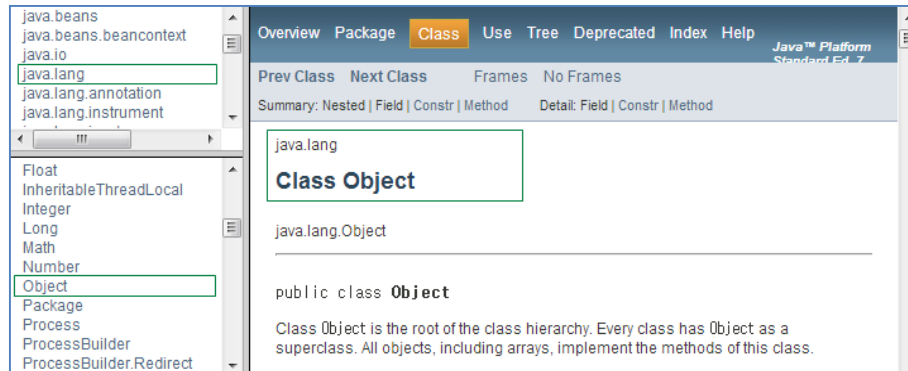 java.beans
java.beans.beancontext
java.io
java.lang
java.lang.annotation
java.lang.instrument
Float
InheritableThreadLocal
Integer
Long
Math
Number
Object
Package
Process
ProcessBuilder
ProcessBuilder.Redirect
Overview Package Class Use Tree Deprecated Index Help
Java™ Platform
Standard Ed. 7
Prev Class Next Class Frames No Frames
Summary: Nested | Field | Constr | Method Detail: Field | Constr | Method
java.lang
Class Object
java.lang.Object
public class Object
Class Object is the root of the class hierarchy. Every class has Object as a
superclass. All objects, including arrays, implement the methods of this class.